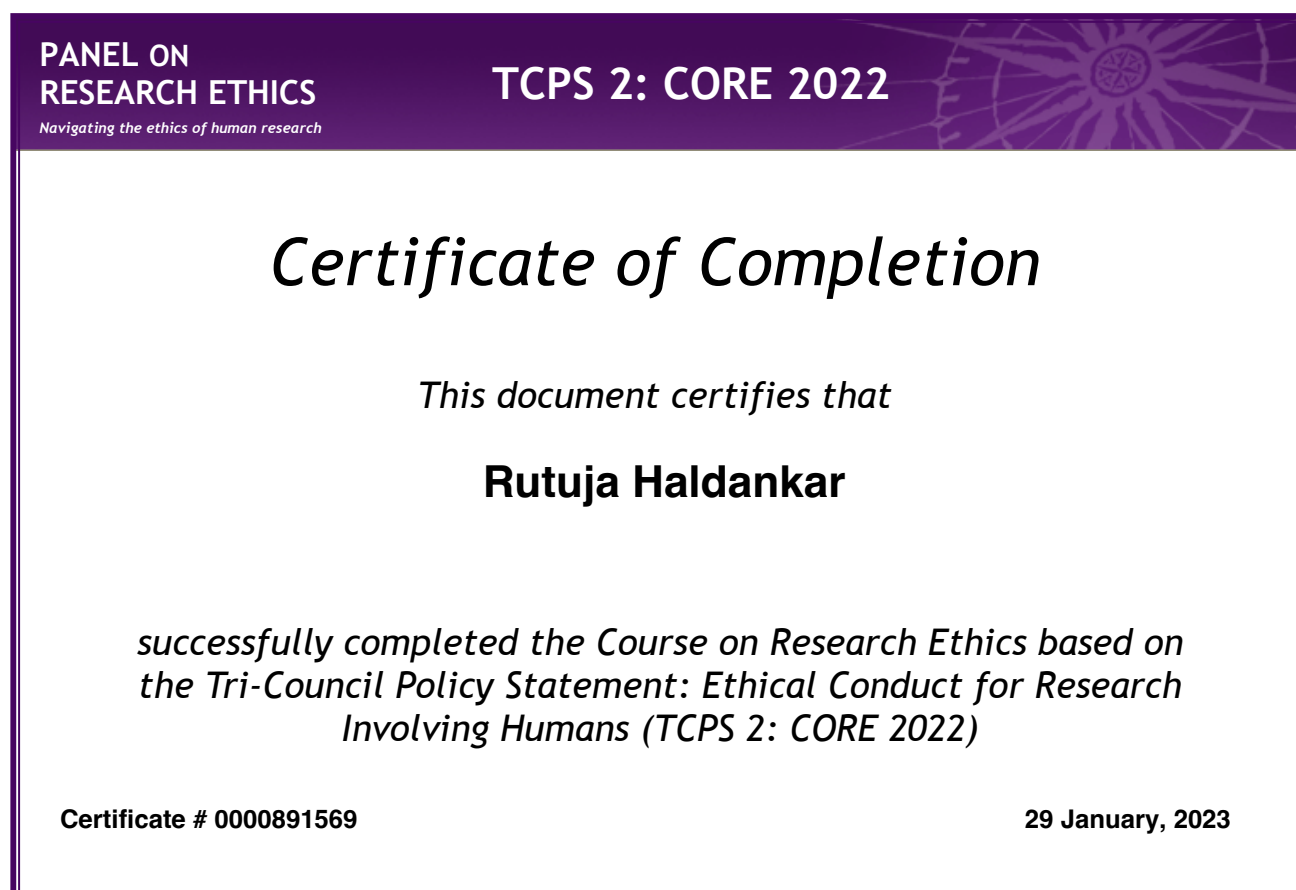 PANEL ON
RESEARCH ETHICS
Navigating the ethics of human research
TCPS 2: CORE 2022
Certificate of Completion
This document certifies that
Rutuja Haldankar
successfully completed the Course on Research Ethics based on
the Tri-Council Policy Statement: Ethical Conduct for Research
Involving Humans (TCPS 2: CORE 2022)
Certificate # 0000891569
29 January, 2023